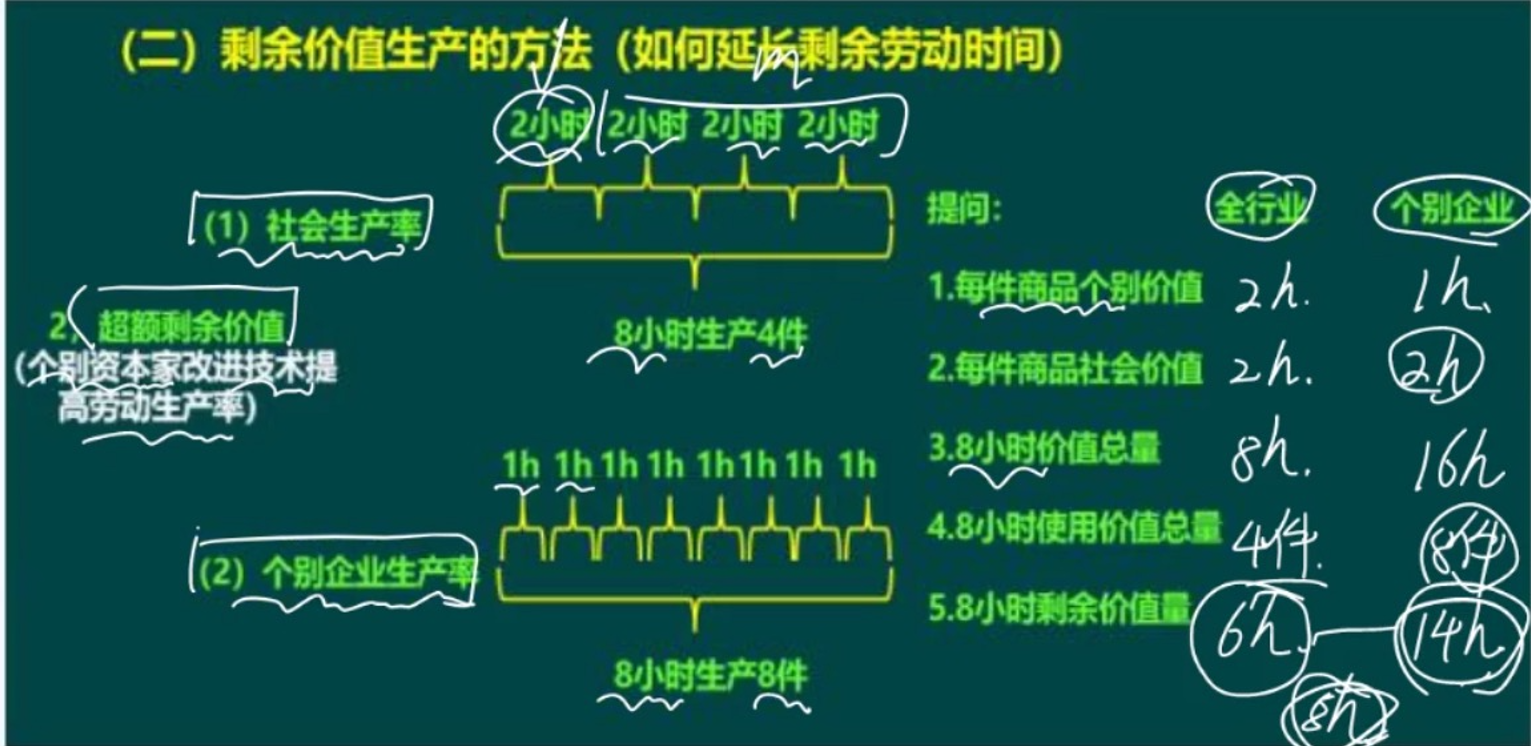 （二）剩余价值生产的方法（如何延长剩余劳动时间）
m
2小时 2小时 2小时 2小时
（1）社会生产率
8小时生产4件
2，超额剩余价值
（个别资本家改进技术提
高劳动生产率）
1h 1h 1h 1h 1h 1h 1h 1h
（2）个别企业生产率
8小时生产8件
提问： 全行业 个别企业
1.每件商品个别价值 2h. 1h.
2.每件商品社会价值 2h. 2h
3.8小时价值总量 8h. 16h
4.8小时使用价值总量 4件. 8件
5.8小时剩余价值量 6h. 14h
8h